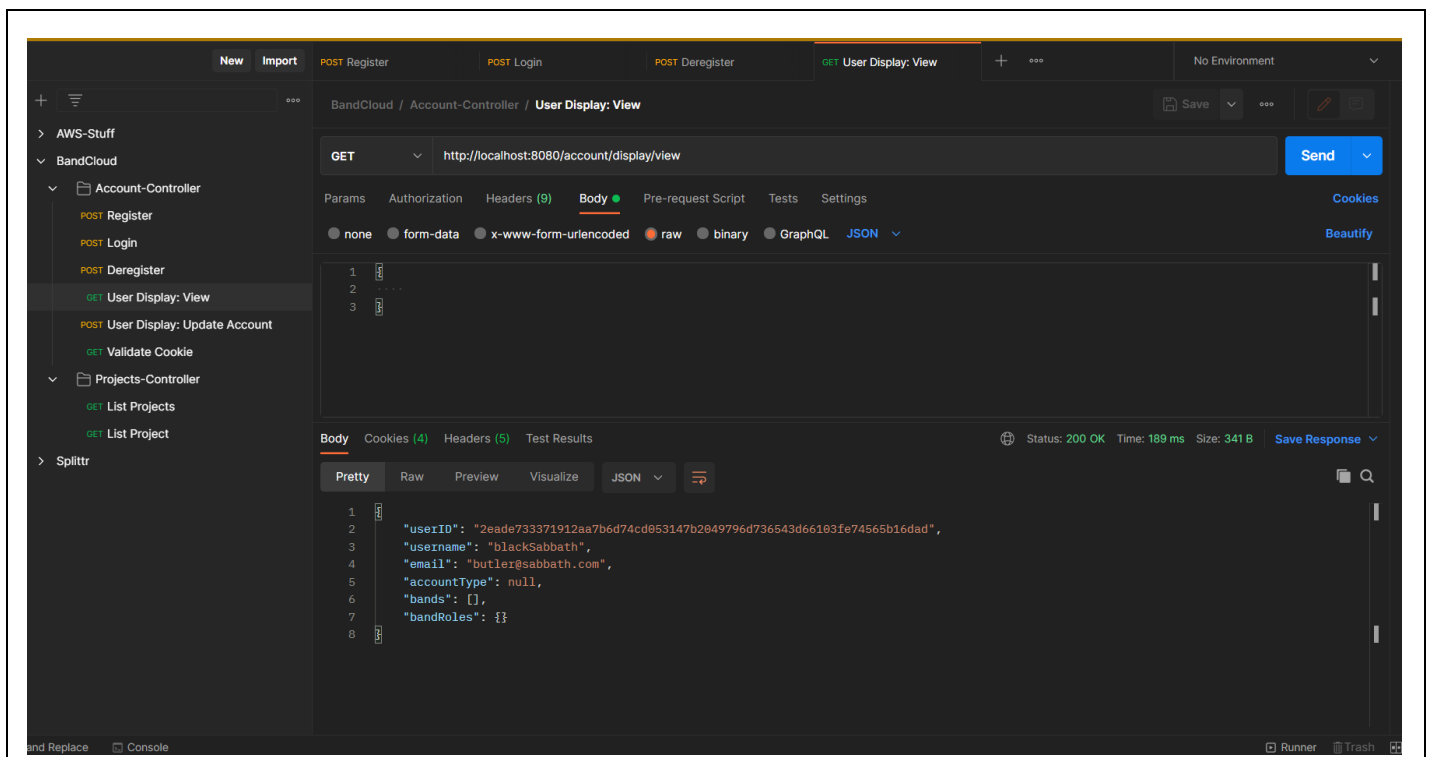 New Import POST Register POST Login POST Deregister GET User Display: View No Environment
BandCloud / Account-Controller / User Display: View Save
AWS-Stuff
BandCloud
GET http://localhost:8080/account/display/view Send
Account-Controller
Params Authorization Headers (9) Body Pre-request Script Tests Settings Cookies
POST Register
none form-data x-www-form-urlencoded raw binary GraphQL JSON Beautify
POST Login
POST Deregister
1 {
2 ····
GET User Display: View
3 }
POST User Display: Update Account
GET Validate Cookie
Projects-Controller
GET List Projects
GET List Project
Body Cookies (4) Headers (5) Test Results Status: 200 OK Time: 189 ms Size: 341 B Save Response
Splittr
Pretty Raw Preview Visualize JSON
1 {
2 "userID": "2eade733371912aa7b6d74cd053147b2049796d736543d66103fe74565b16dad",
3 "username": "blackSabbath",
4 "email": "butler@sabbath.com",
5 "accountType": null,
6 "bands": [],
7 "bandRoles": {}
8 }
and Replace Console Runner Trash